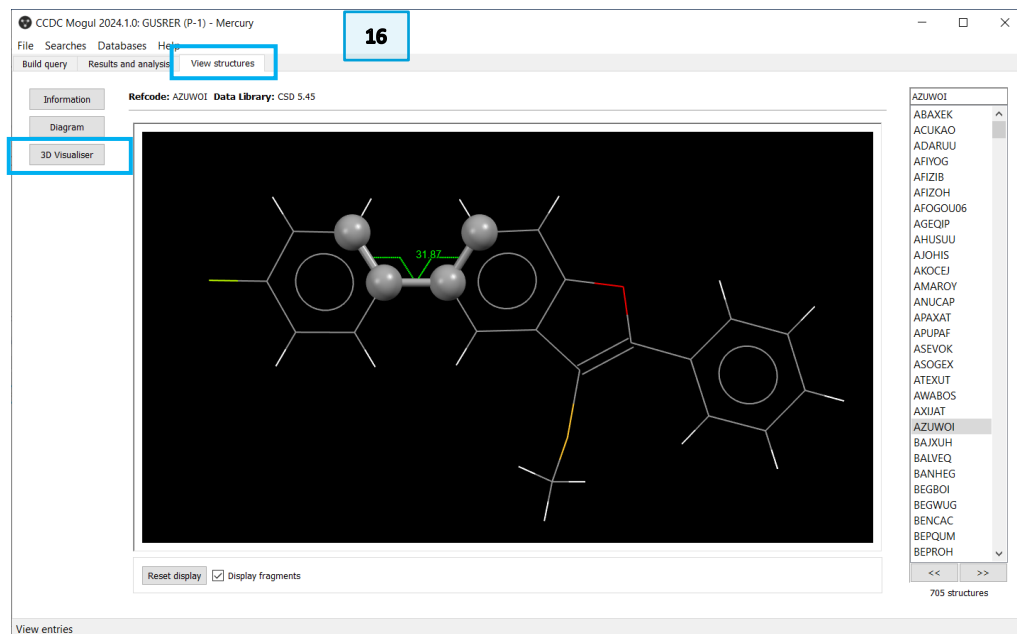 CCDC Mogul 2024.1.0: GUSRER (P-1) - Mercury
16
File Searches Databases Help
Build query Results and analysis View structures
Information
Diagram
3D Visualiser
Refcode: AZUWOI Data Library: CSD 5.45
31.87
Reset display Display fragments
AZUWOI
ABAXEK
ACUKAO
ADARUU
AFIYOG
AFIZIB
AFIZOH
AFOGOU06
AGEQIP
AHUSUU
AJOHIS
AKOCEJ
AMAROY
ANUCAP
APAXAT
APUPAF
ASEVOK
ASOGEX
ATEXUT
AWABOS
AXIJAT
AZUWOI
BAJXUH
BALVEQ
BANHEG
BEGBOI
BEGWUG
BENCAC
BEPQUM
BEPROH
<< >>
705 structures
View entries